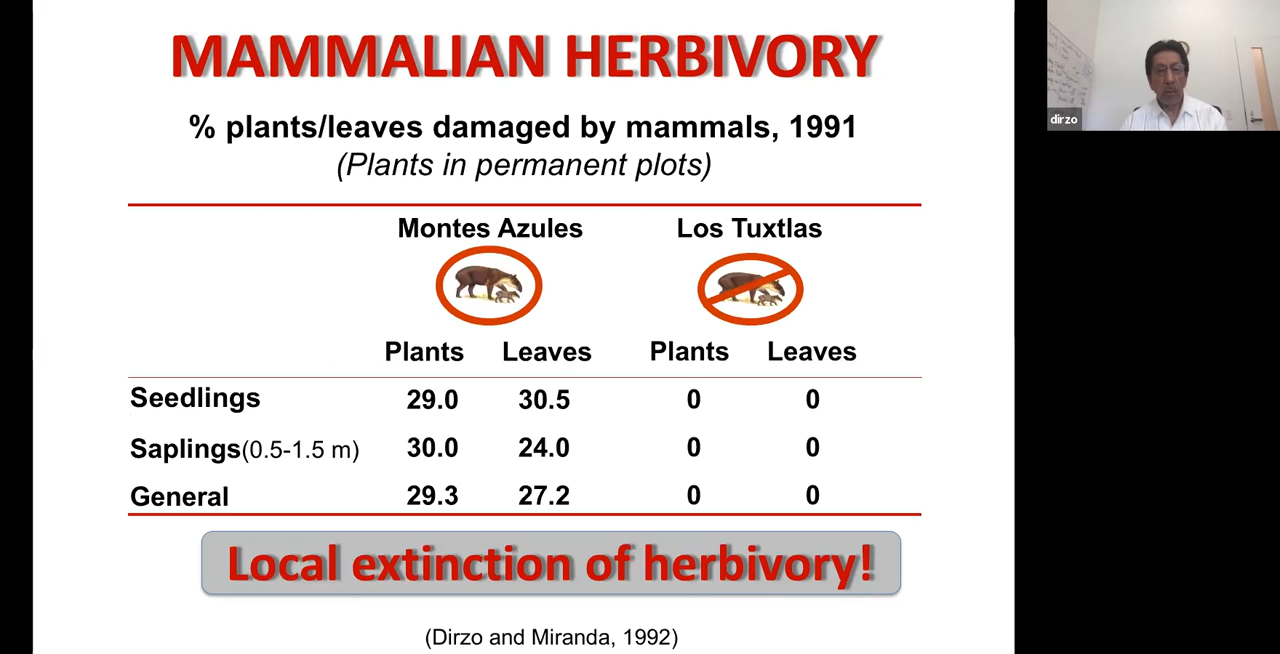 MAMMALIAN HERBIVORY
% plants/leaves damaged by mammals, 1991
(Plants in permanent plots)
Montes Azules Los Tuxtlas
Plants Leaves Plants Leaves
Seedlings 29.0 30.5 0 0
Saplings(0.5-1.5 m) 30.0 24.0 0 0
General 29.3 27.2 0 0
Local extinction of herbivory!
(Dirzo and Miranda, 1992)
dirzo